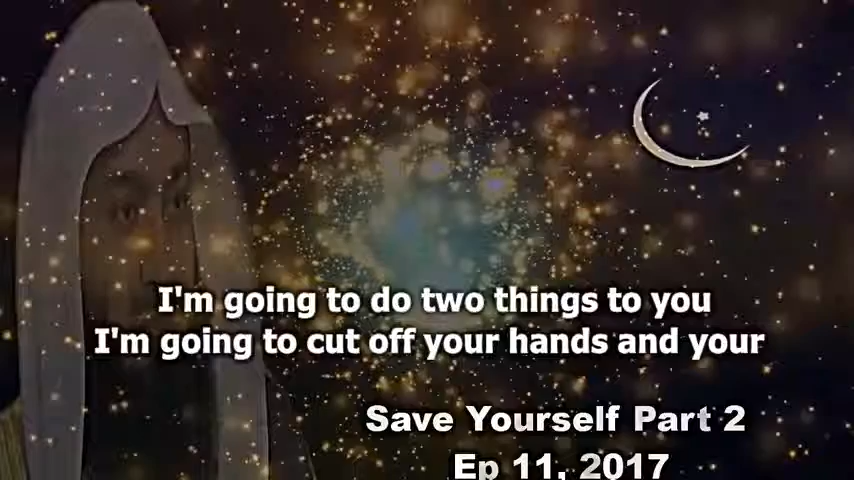 I'm going to do two things to you
I'm going to cut off your hands and your
Save Yourself Part 2
Ep 11, 2017